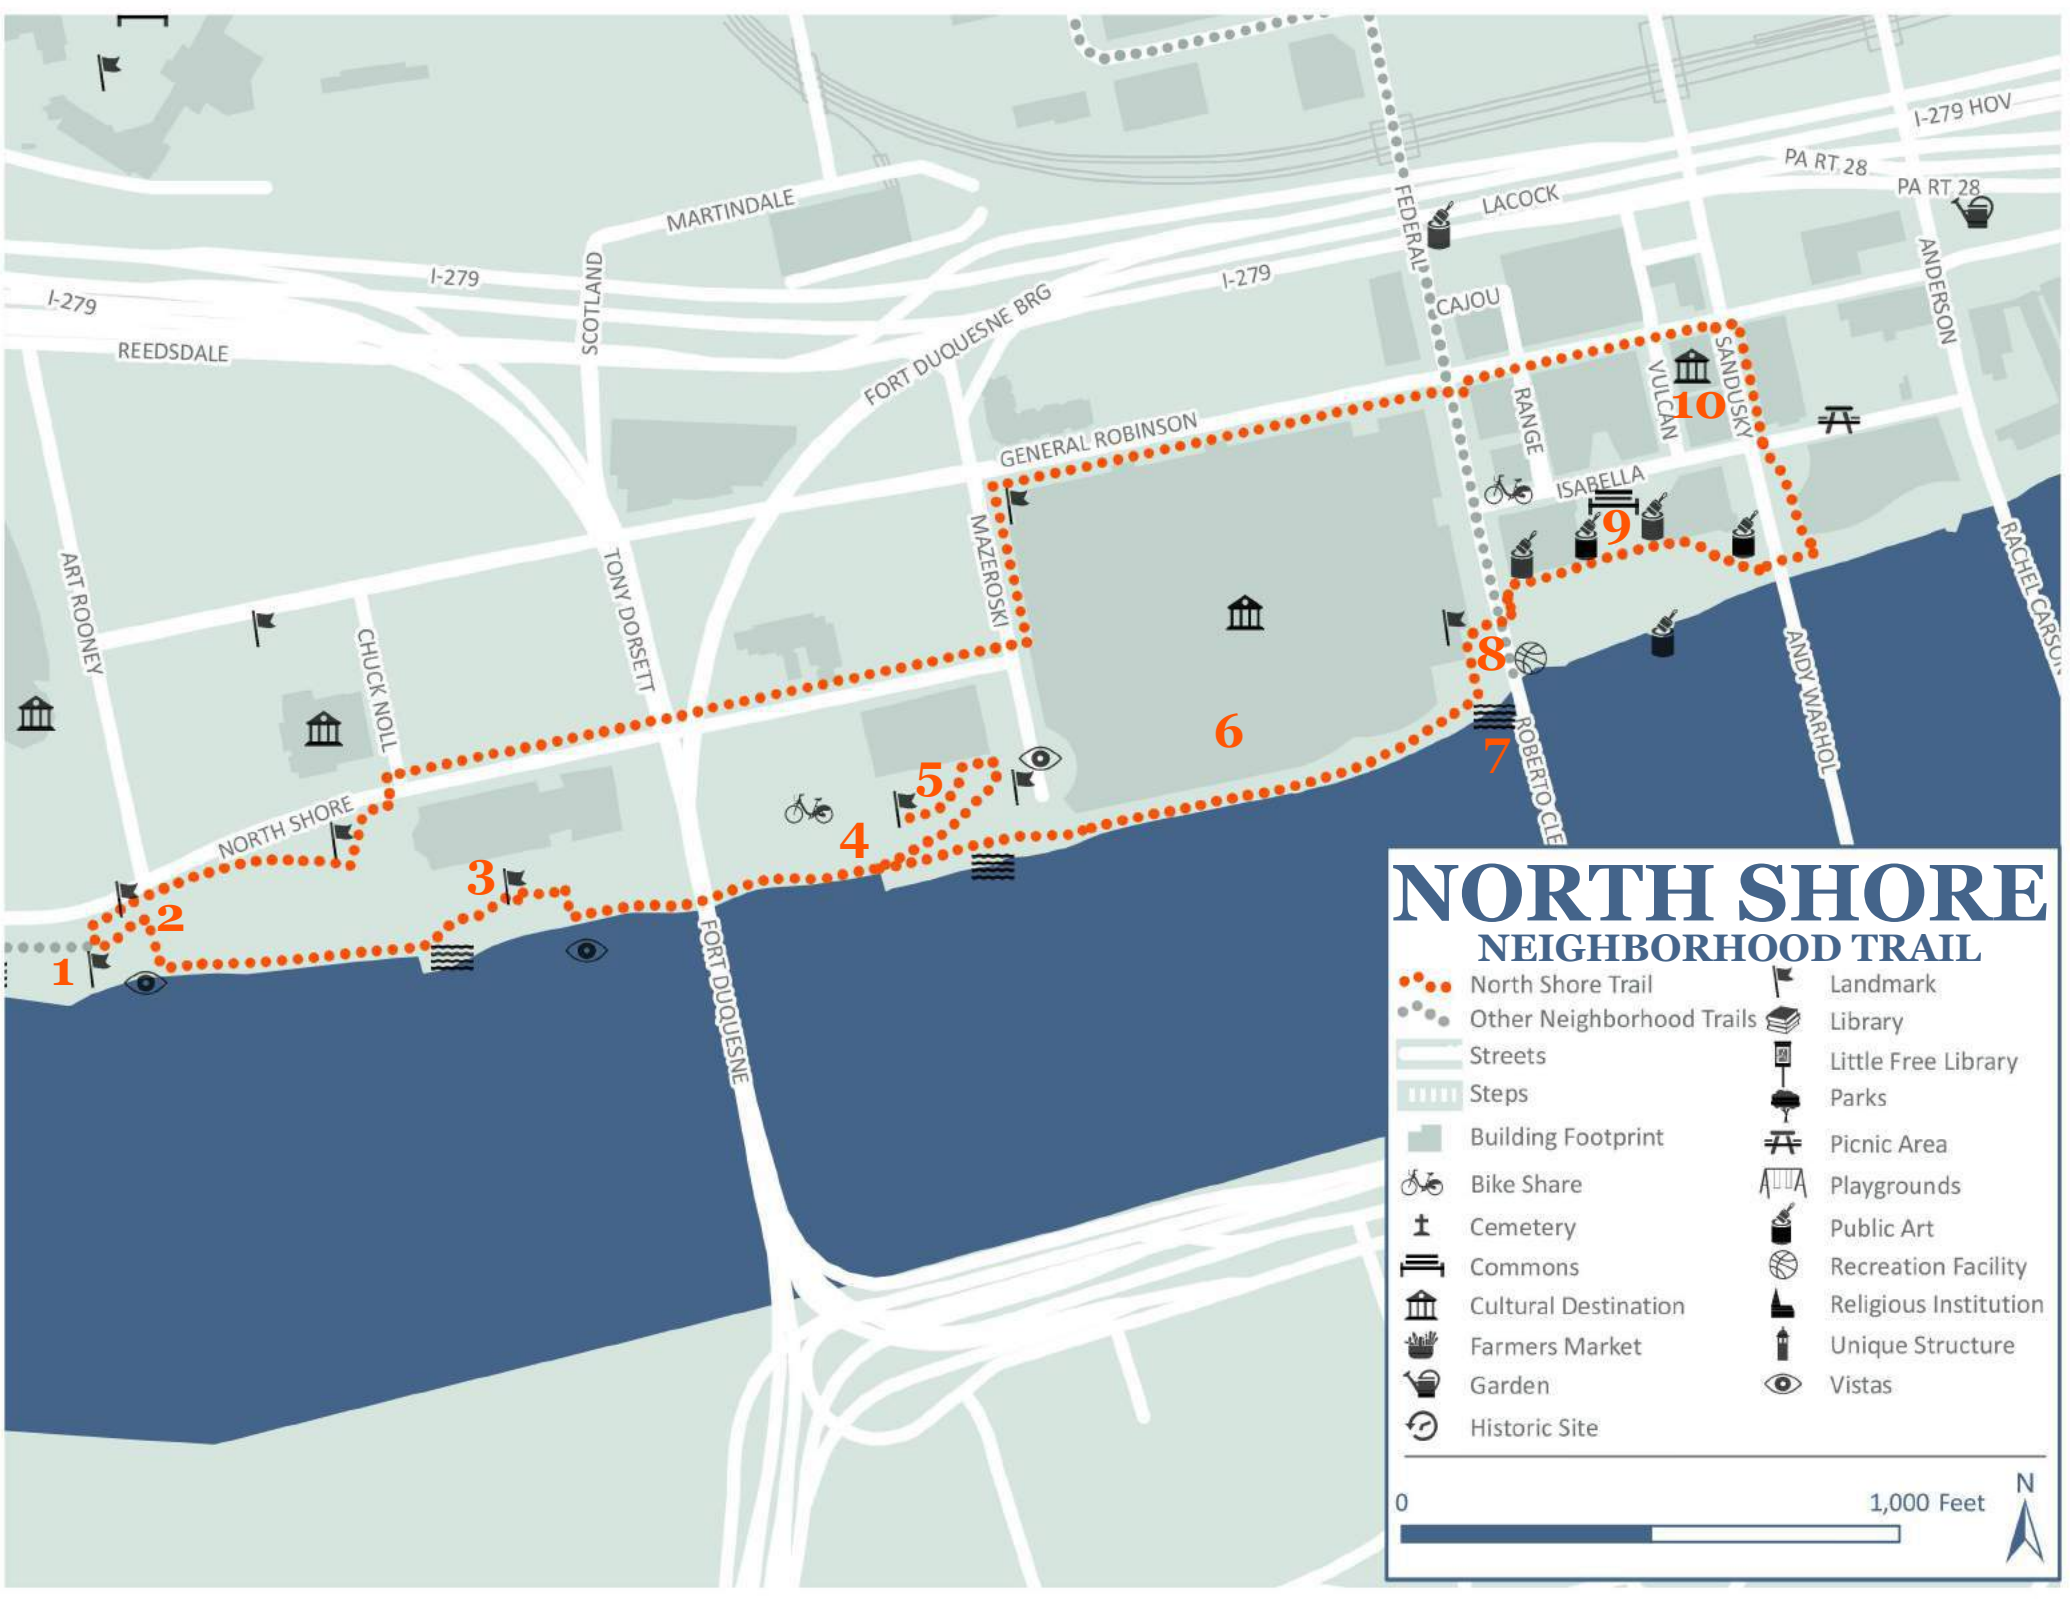 I-279 HOV
PA RT 28
PA RT 28
MARTINDALE
FEDERAL
LACOCK
ANDERSON
I-279
I-279
I-279
SCOTLAND
FORT DUQUESNE BRG
CAJOU
REEDSDALE
VULCAN
SANDUSKY
10
RANGE
GENERAL ROBINSON
ISABELLA
9
MAZEROSKI
ART ROONEY
TONY DORSETT
CHUCK NOLL
RACHEL CARSON
8
ANDY WARHOL
6
7
ROBERTO CLE
5
4
NORTH SHORE
3
2
1
FORT DUQUESNE
NORTH SHORE
NEIGHBORHOOD TRAIL
North Shore Trail
Other Neighborhood Trails
Streets
Steps
Building Footprint
Bike Share
Cemetery
Commons
Cultural Destination
Farmers Market
Garden
Historic Site
Landmark
Library
Little Free Library
Parks
Picnic Area
Playgrounds
Public Art
Recreation Facility
Religious Institution
Unique Structure
Vistas
0
1,000 Feet
N